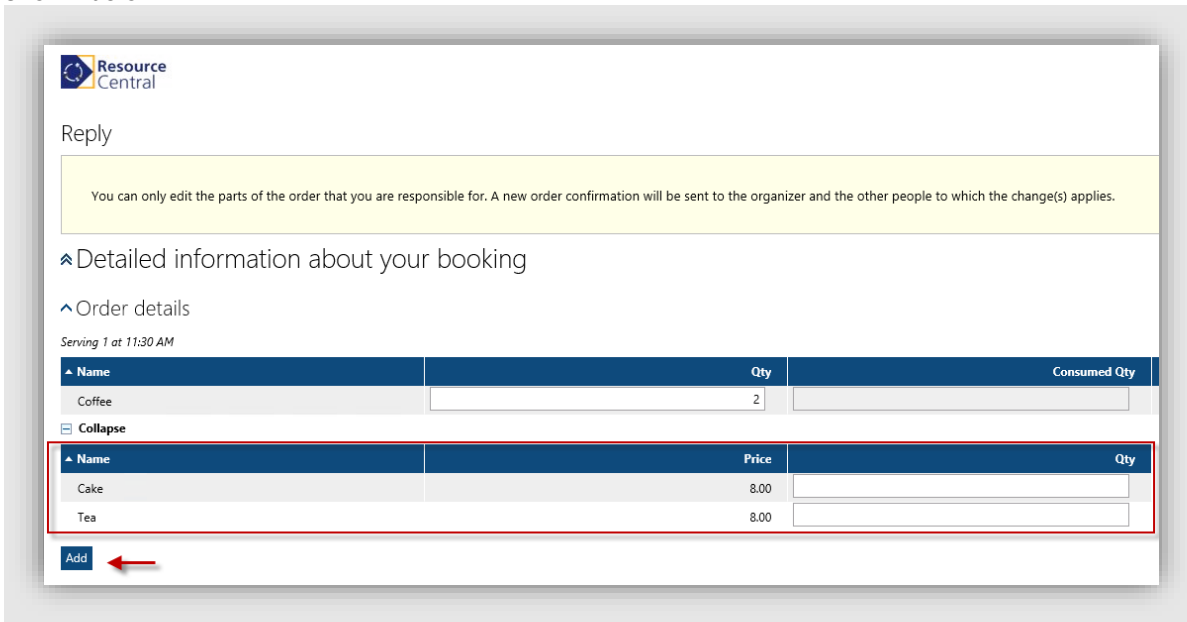 Resource
Central
Reply
You can only edit the parts of the order that you are responsible for. A new order confirmation will be sent to the organizer and the other people to which the change(s) applies.
Detailed information about your booking
Order details
Serving 1 at 11:30 AM
Name Qty Consumed Qty
Coffee 2
Collapse
Name Price Qty
Cake 8.00
Tea 8.00
Add